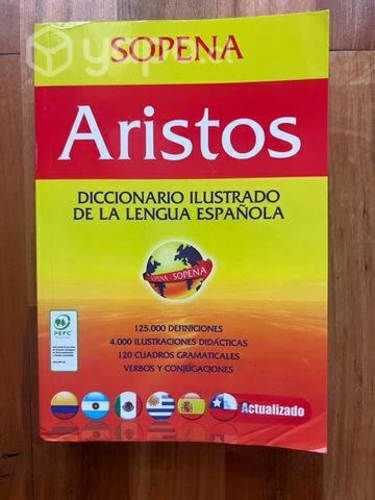 SOPENA
Aristos
DICCIONARIO ILUSTRADO
DE LA LENGUA ESPAÑOLA
SOPENA - SOPENA
125.000 DEFINICIONES
4.000 ILUSTRACIONES DIDÁCTICAS
120 CUADROS GRAMATICALES
VERBOS Y CONJUGACIONES
PEFC
Actualizado